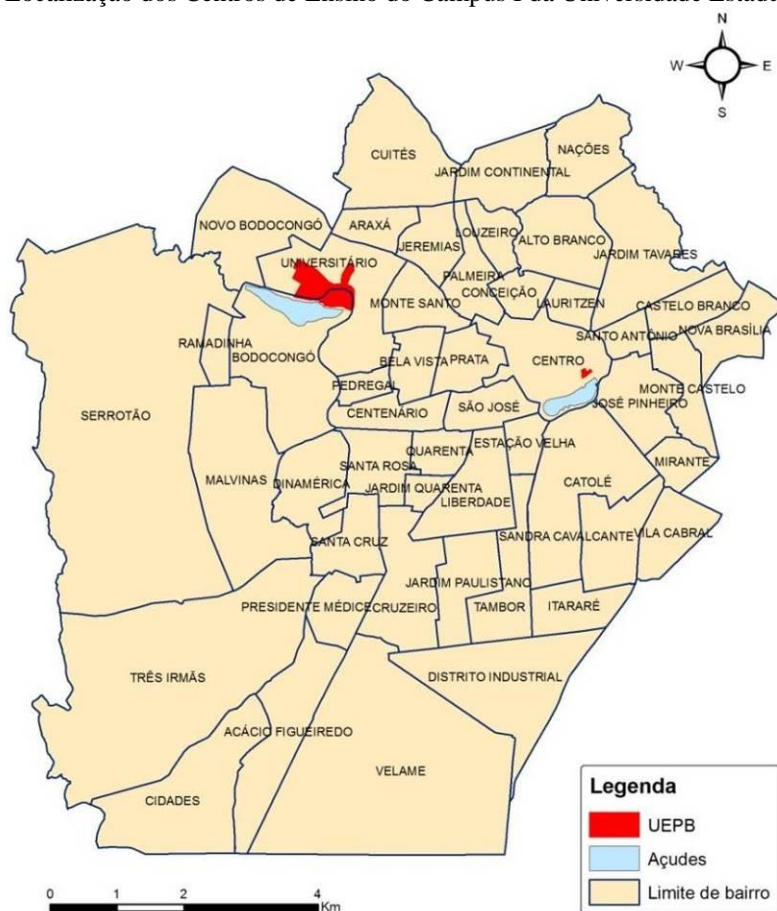 Localização dos Centros de Ensino do Campus I da Universidade Estad
N
W E
S
CUITÉS
NAÇÕES
JARDIM CONTINENTAL
NOVO BODOCONGÓ
ARAXÁ
JEREMIAS
LOUZEIRO
ALTO BRANCO
JARDIM TAVARES
UNIVERSITÁRIO
PALMEIRA
CONCEIÇÃO
MONTE SANTO
LAURITZEN
CASTELO BRANCO
SANTO ANTÔNIO
NOVA BRASÍLIA
RAMADINHA
BODOCONGÓ
BELA VISTA
PRATA
CENTRO
PEDREGAL
MONTE CASTELO
JOSÉ PINHEIRO
SERROTÃO
CENTENÁRIO
SÃO JOSÉ
ESTAÇÃO VELHA
QUARENTA
SANTA ROSA
MIRANTE
MALVINAS
DINAMÉRICA
JARDIM QUARENTA
CATOLÉ
LIBERDADE
SANTA CRUZ
SANDRA CAVALCANTE
VILA CABRAL
JARDIM PAULISTANO
PRESIDENTE MÉDICE
CRUZEIRO
TAMBOR
ITARARÉ
TRÊS IRMÃS
DISTRITO INDUSTRIAL
ACÁCIO FIGUEIREDO
VELAME
CIDADES
Legenda
UEPB
Açudes
Limite de bairro
0 1 2 4
Km